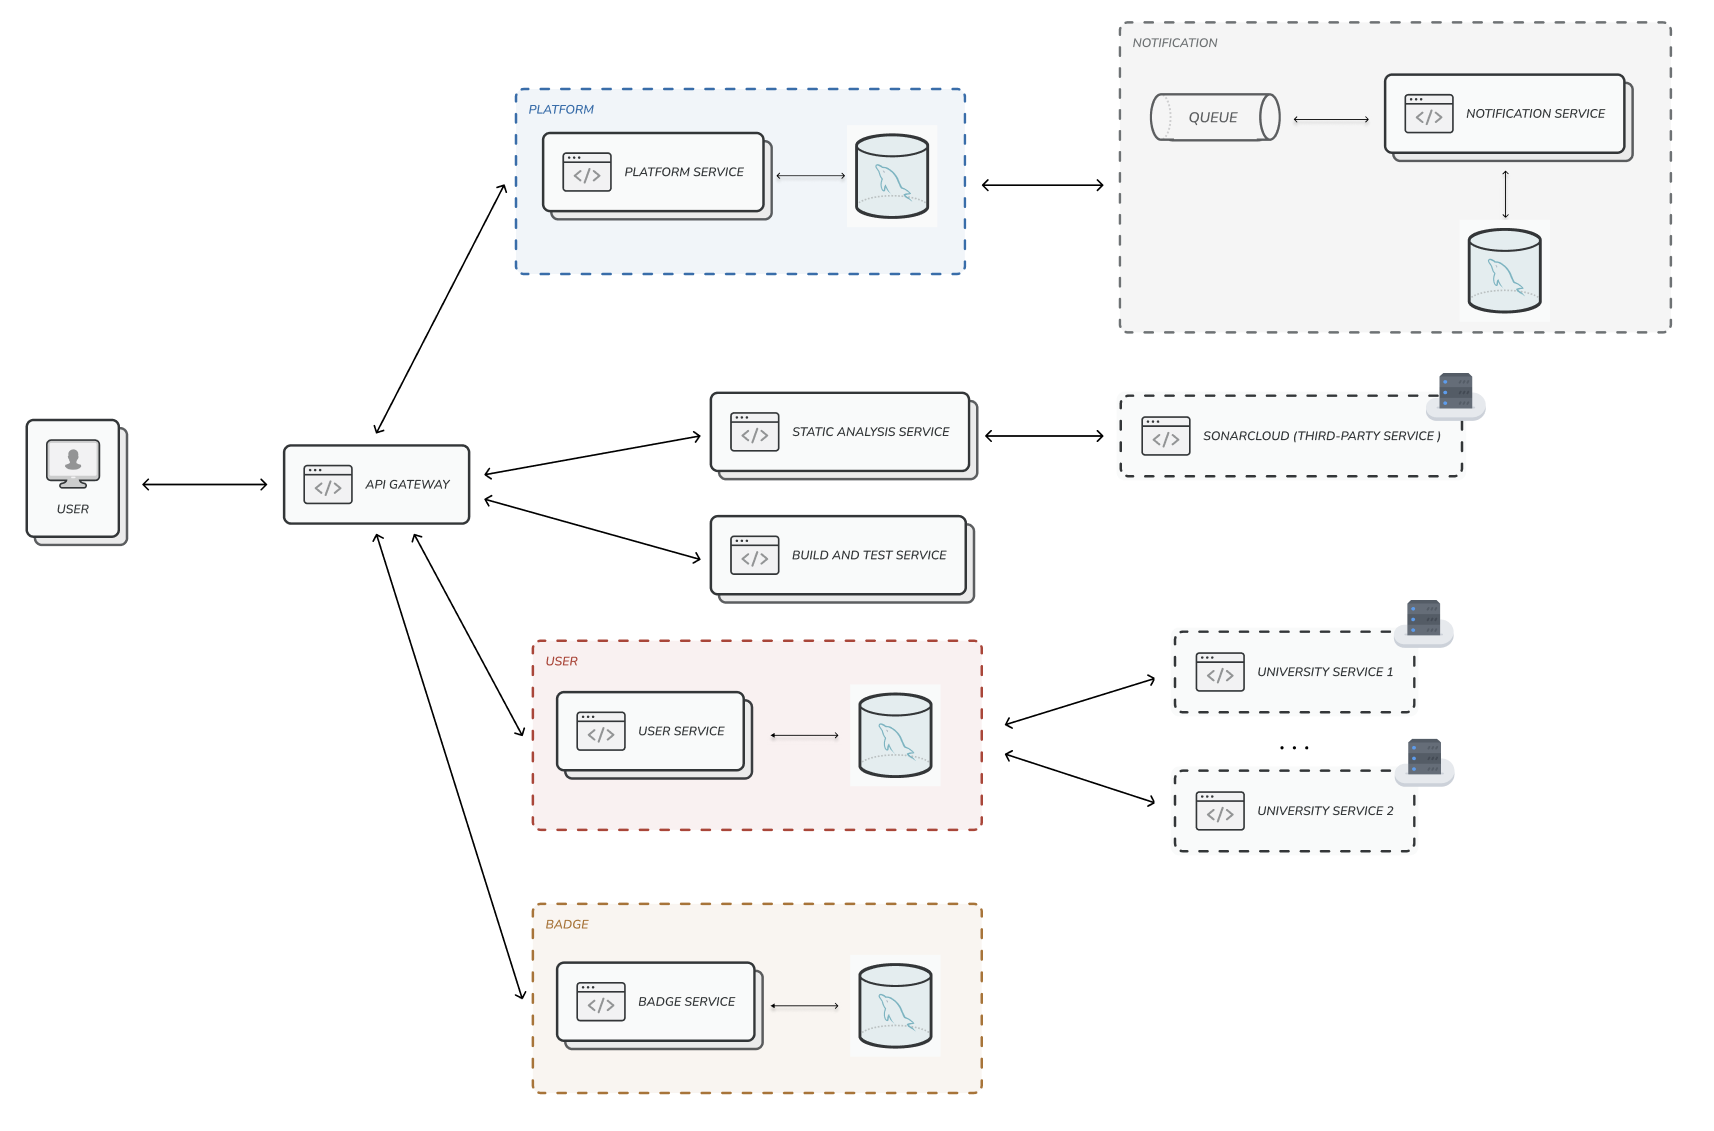 NOTIFICATION
PLATFORM
QUEUE
NOTIFICATION SERVICE
PLATFORM SERVICE
STATIC ANALYSIS SERVICE
SONARCLOUD (THIRD-PARTY SERVICE )
API GATEWAY
USER
BUILD AND TEST SERVICE
USER
UNIVERSITY SERVICE 1
USER SERVICE
. . .
UNIVERSITY SERVICE 2
BADGE
BADGE SERVICE